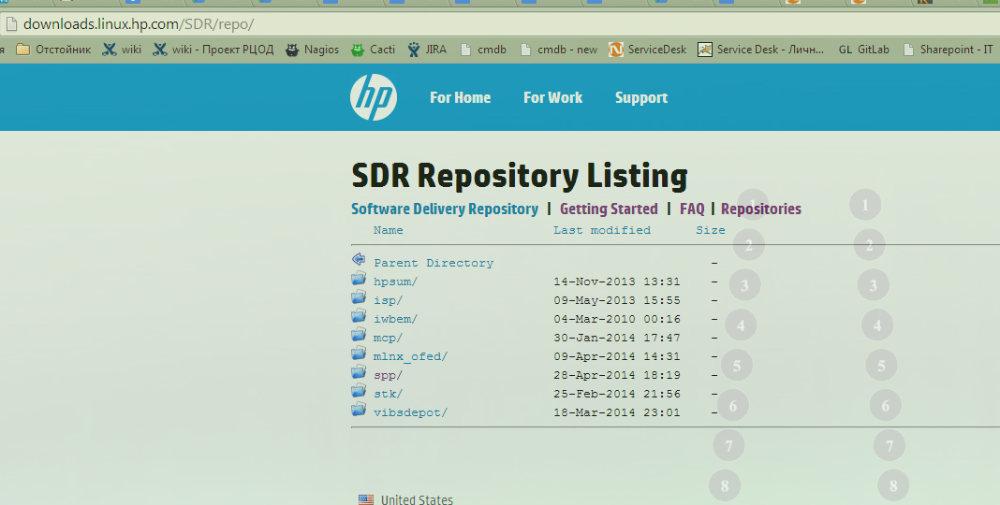 downloads.linux.hp.com/SDR/repo/
я Отстойник wiki wiki - Проект РЦОД Nagios Cacti JIRA cmdb cmdb - new ServiceDesk Service Desk - Личн... GL GitLab Sharepoint - IT
hp For Home For Work Support
SDR Repository Listing
Software Delivery Repository | Getting Started | FAQ | Repositories
Name Last modified Size
Parent Directory -
hpsum/ 14-Nov-2013 13:31 -
isp/ 09-May-2013 15:55 -
iwbem/ 04-Mar-2010 00:16 -
mcp/ 30-Jan-2014 17:47 -
mlnx_ofed/ 09-Apr-2014 14:31 -
spp/ 28-Apr-2014 18:19 -
stk/ 25-Feb-2014 21:56 -
vibsdepot/ 18-Mar-2014 23:01 -
1 1
2 2
3 3
4 4
5 5
6 6
7 7
8 8
United States